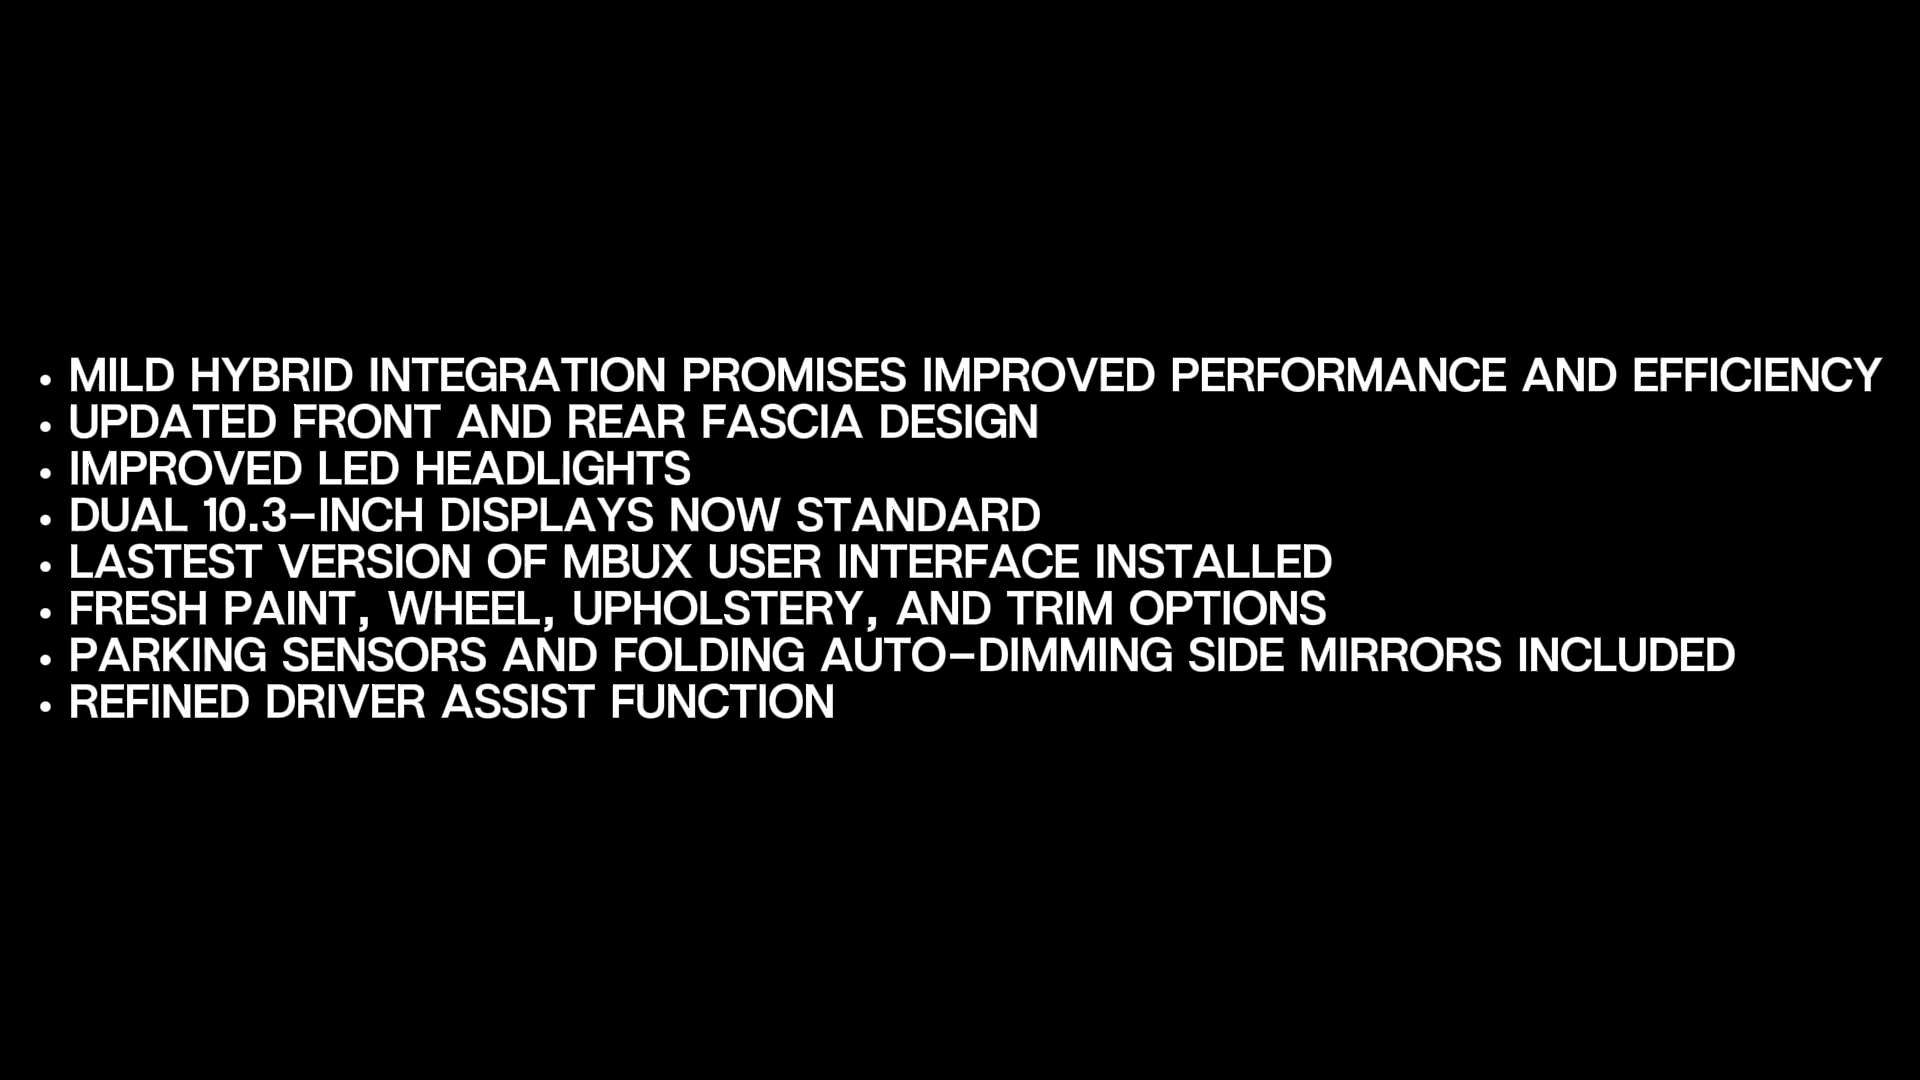 • MILD HYBRID INTEGRATION PROMISES IMPROVED PERFORMANCE AND EFFICIENCY
• UPDATED FRONT AND REAR FASCIA DESIGN
• IMPROVED LED HEADLIGHTS
• DUAL 10.3-INCH DISPLAYS NOW STANDARD
• LASTEST VERSION OF MBUX USER INTERFACE INSTALLED
• FRESH PAINT, WHEEL, UPHOLSTERY, AND TRIM OPTIONS
• PARKING SENSORS AND FOLDING AUTO-DIMMING SIDE MIRRORS INCLUDED
• REFINED DRIVER ASSIST FUNCTION